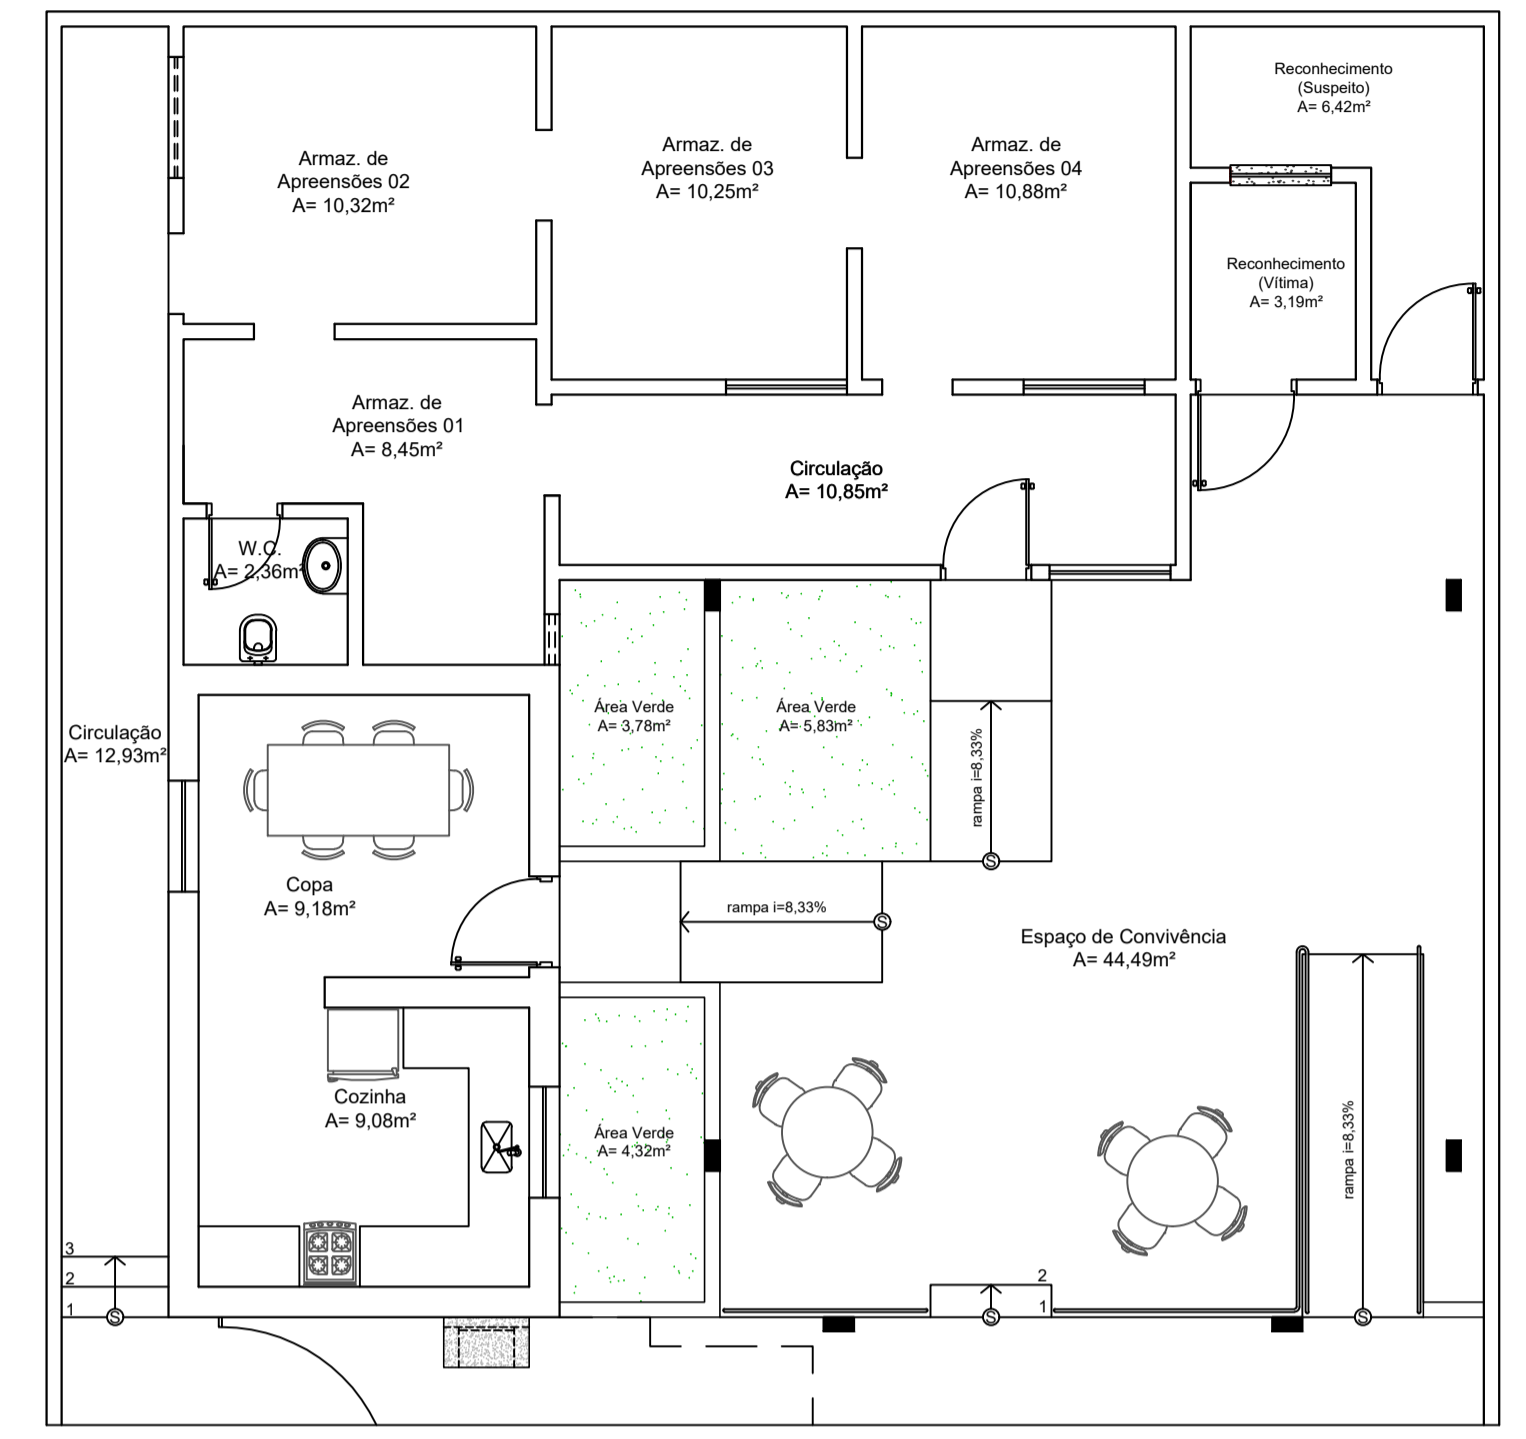 Reconhecimento
(Suspeito)
A= 6,42m²
Armaz. de
Apreensões 02
A= 10,32m²
Armaz. de
Apreensões 03
A= 10,25m²
Armaz. de
Apreensões 04
A= 10,88m²
Reconhecimento
(Vítima)
A= 3,19m²
Armaz. de
Apreensões 01
A= 8,45m²
Circulação
A= 10,85m²
W.C.
A= 2,36m²
Área Verde
A= 3,78m²
Área Verde
A= 5,83m²
Circulação
A= 12,93m²
rampa i=8,33%
S
Copa
A= 9,18m²
rampa i=8,33%
S
Espaço de Convivência
A= 44,49m²
Cozinha
A= 9,08m²
Área Verde
A= 4,32m²
rampa i=8,33%
3
2
1
S
2
1
S
S